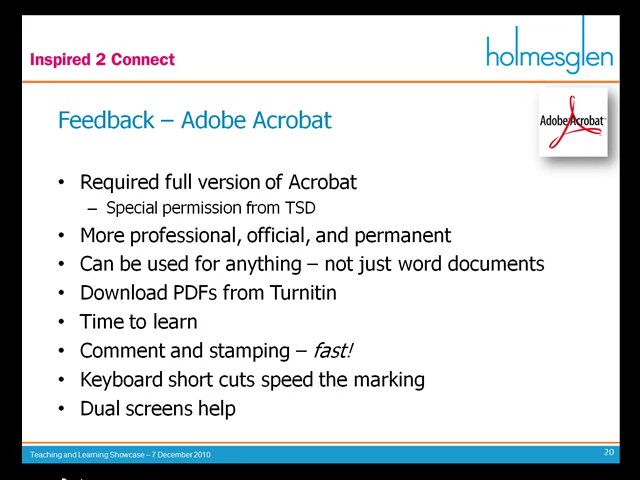 Inspired 2 Connect
holmesglen
Feedback – Adobe Acrobat
Adobe Acrobat
• Required full version of Acrobat
– Special permission from TSD
• More professional, official, and permanent
• Can be used for anything – not just word documents
• Download PDFs from Turnitin
• Time to learn
• Comment and stamping – fast!
• Keyboard short cuts speed the marking
• Dual screens help
Teaching and Learning Showcase – 7 December 2010
20